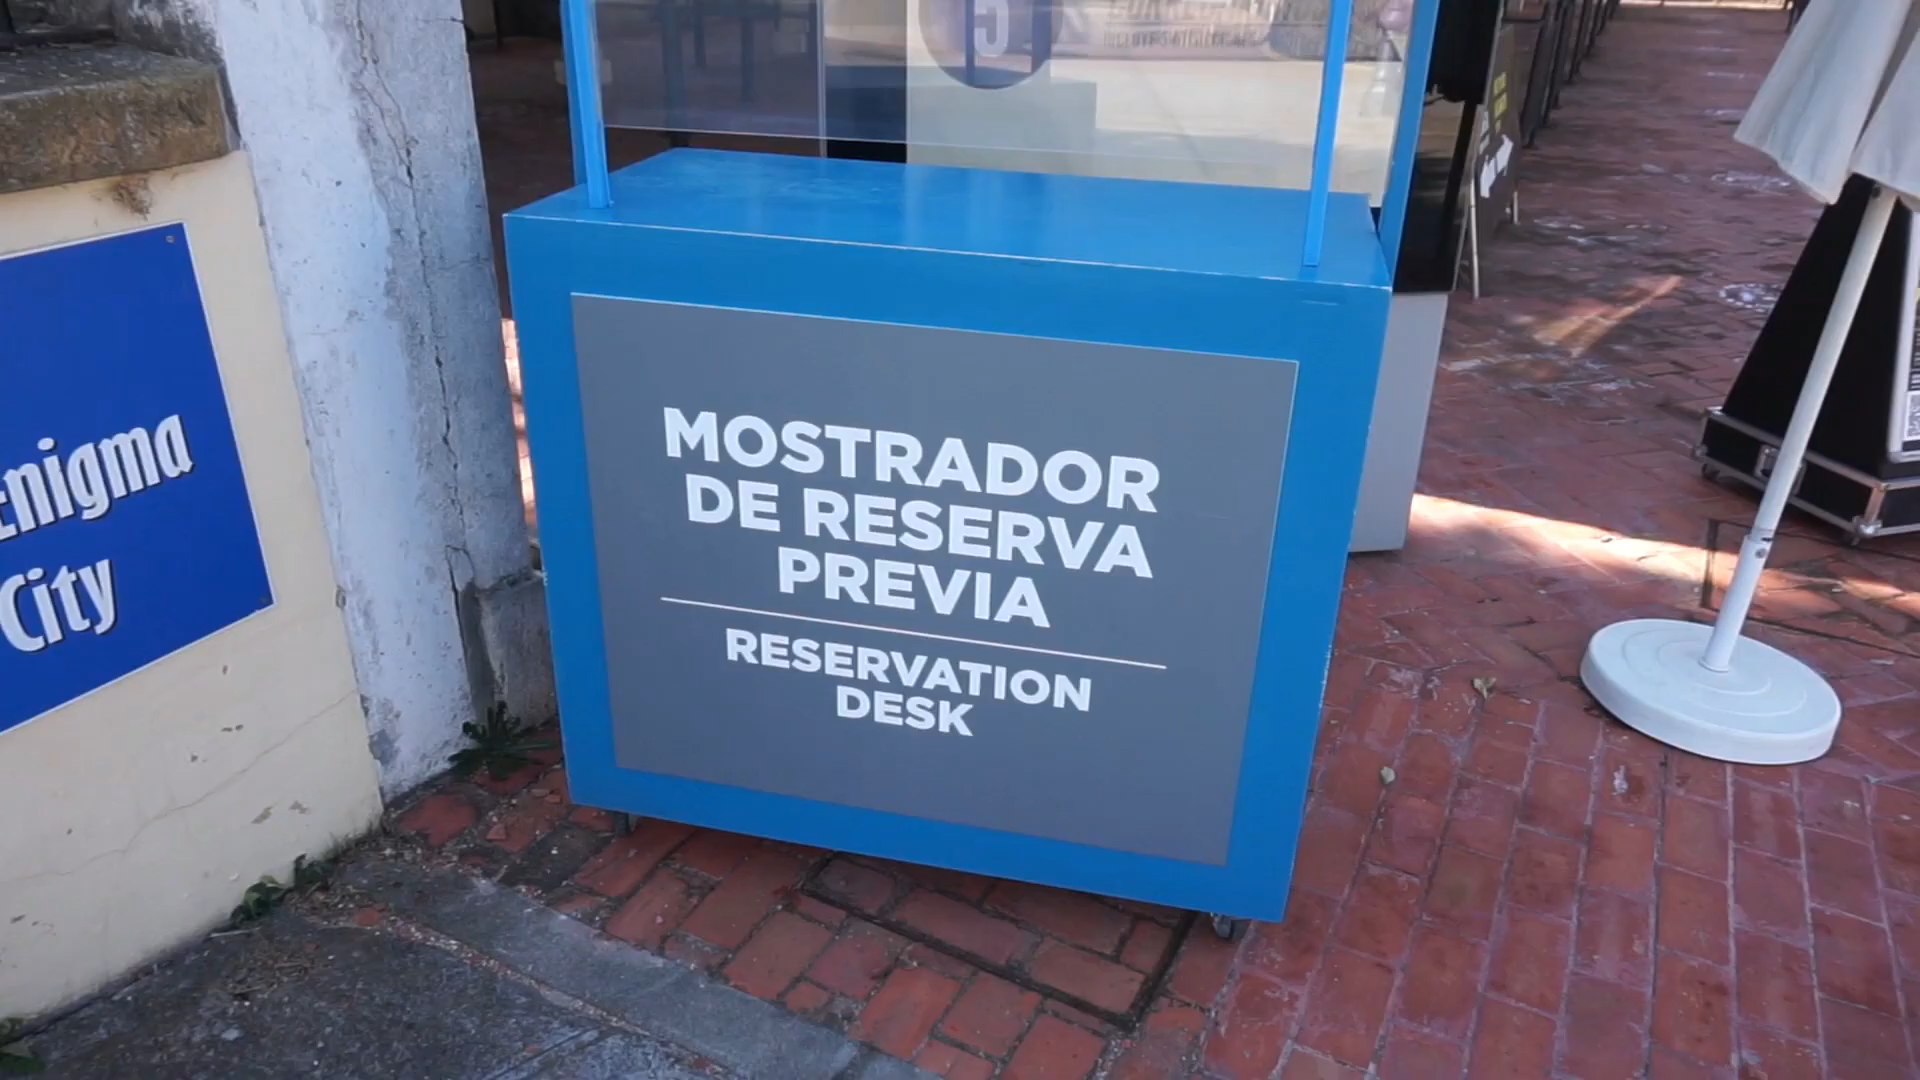 Enigma
City
MOSTRADOR
DE RESERVA
PREVIA
RESERVATION
DESK